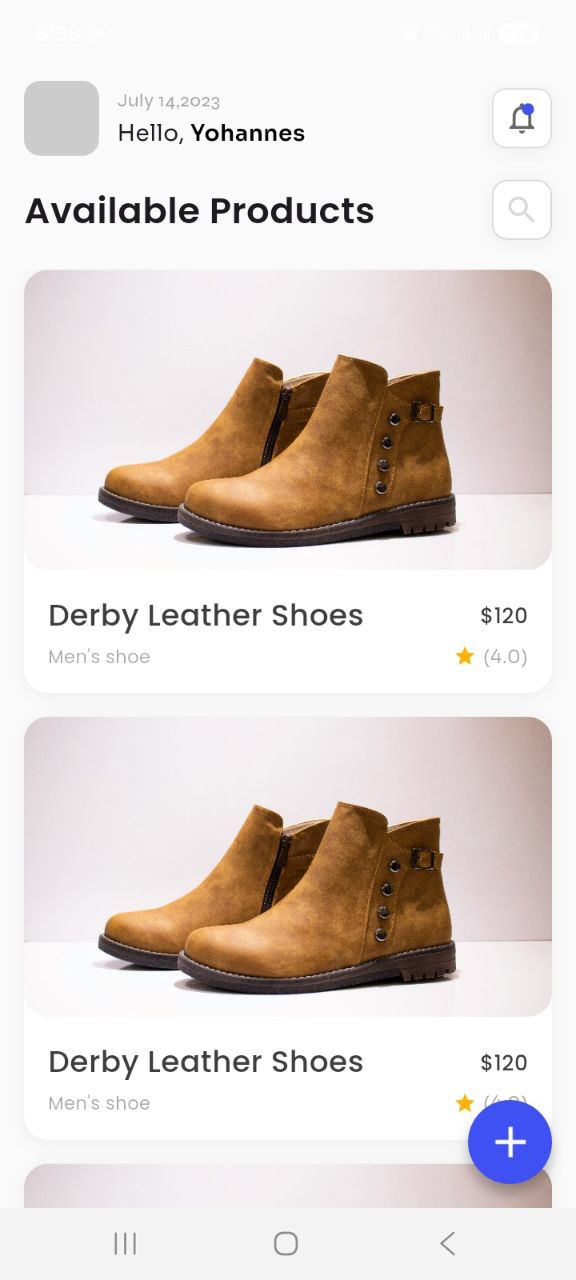 6:38
July 14,2023
Hello, Yohannes
Available Products
Derby Leather Shoes
$120
Men's shoe
(4.0)
Derby Leather Shoes
$120
Men's shoe